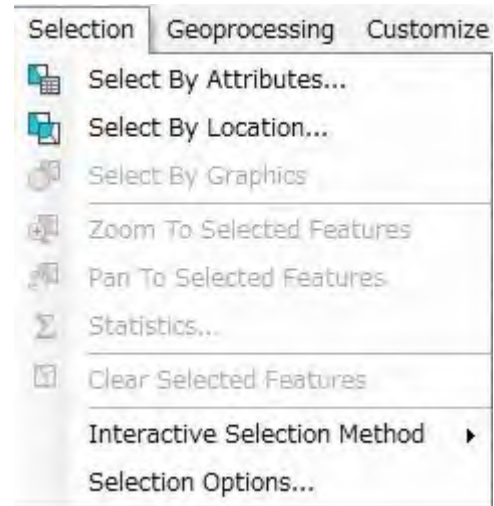 Selection Geoprocessing Customize
Select By Attributes...
Select By Location...
Select By Graphics
Zoom To Selected Features
Pan To Selected Features
Statistics...
Clear Selected Features
Interactive Selection Method
Selection Options...